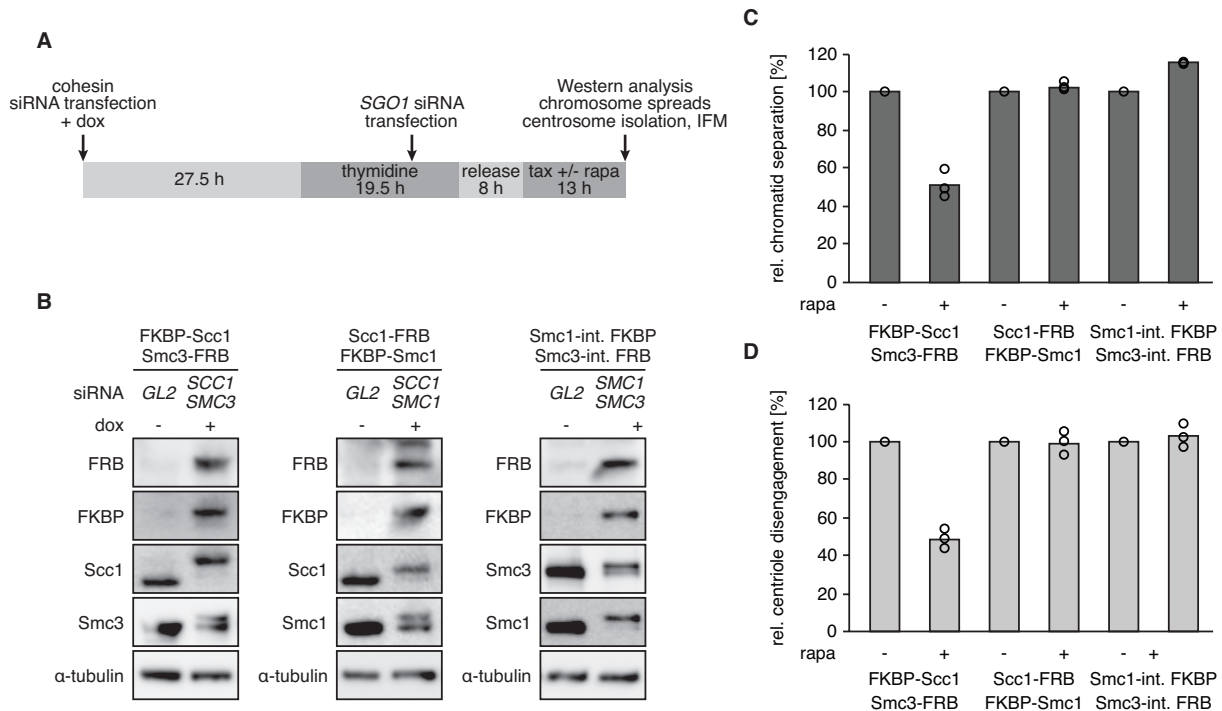 A
cohesin
siRNA transfection
+ dox
SGO1 siRNA
transfection
Western analysis
chromosome spreads
centrosome isolation, IFM
27.5 h
thymidine
19.5 h
release
8 h
tax +/- rapa
13 h
B
FKBP-Scc1
Smc3-FRB
siRNA
GL2
SCC1
SMC3
dox
- +
FRB
FKBP
Scc1
Smc3
α-tubulin
Scc1-FRB
FKBP-Smc1
GL2
SCC1
SMC1
- +
FRB
FKBP
Scc1
Smc1
α-tubulin
Smc1-int. FKBP
Smc3-int. FRB
GL2
SMC1
SMC3
- +
FRB
FKBP
Smc3
Smc1
α-tubulin
C
rel. chromatid separation [%]
120
100
80
60
40
20
0
rapa - + - + - +
FKBP-Scc1 Scc1-FRB Smc1-int. FKBP
Smc3-FRB FKBP-Smc1 Smc3-int. FRB
D
rel. centriole disengagement [%]
120
100
80
60
40
20
0
rapa - + - + - +
FKBP-Scc1 Scc1-FRB Smc1-int. FKBP
Smc3-FRB FKBP-Smc1 Smc3-int. FRB